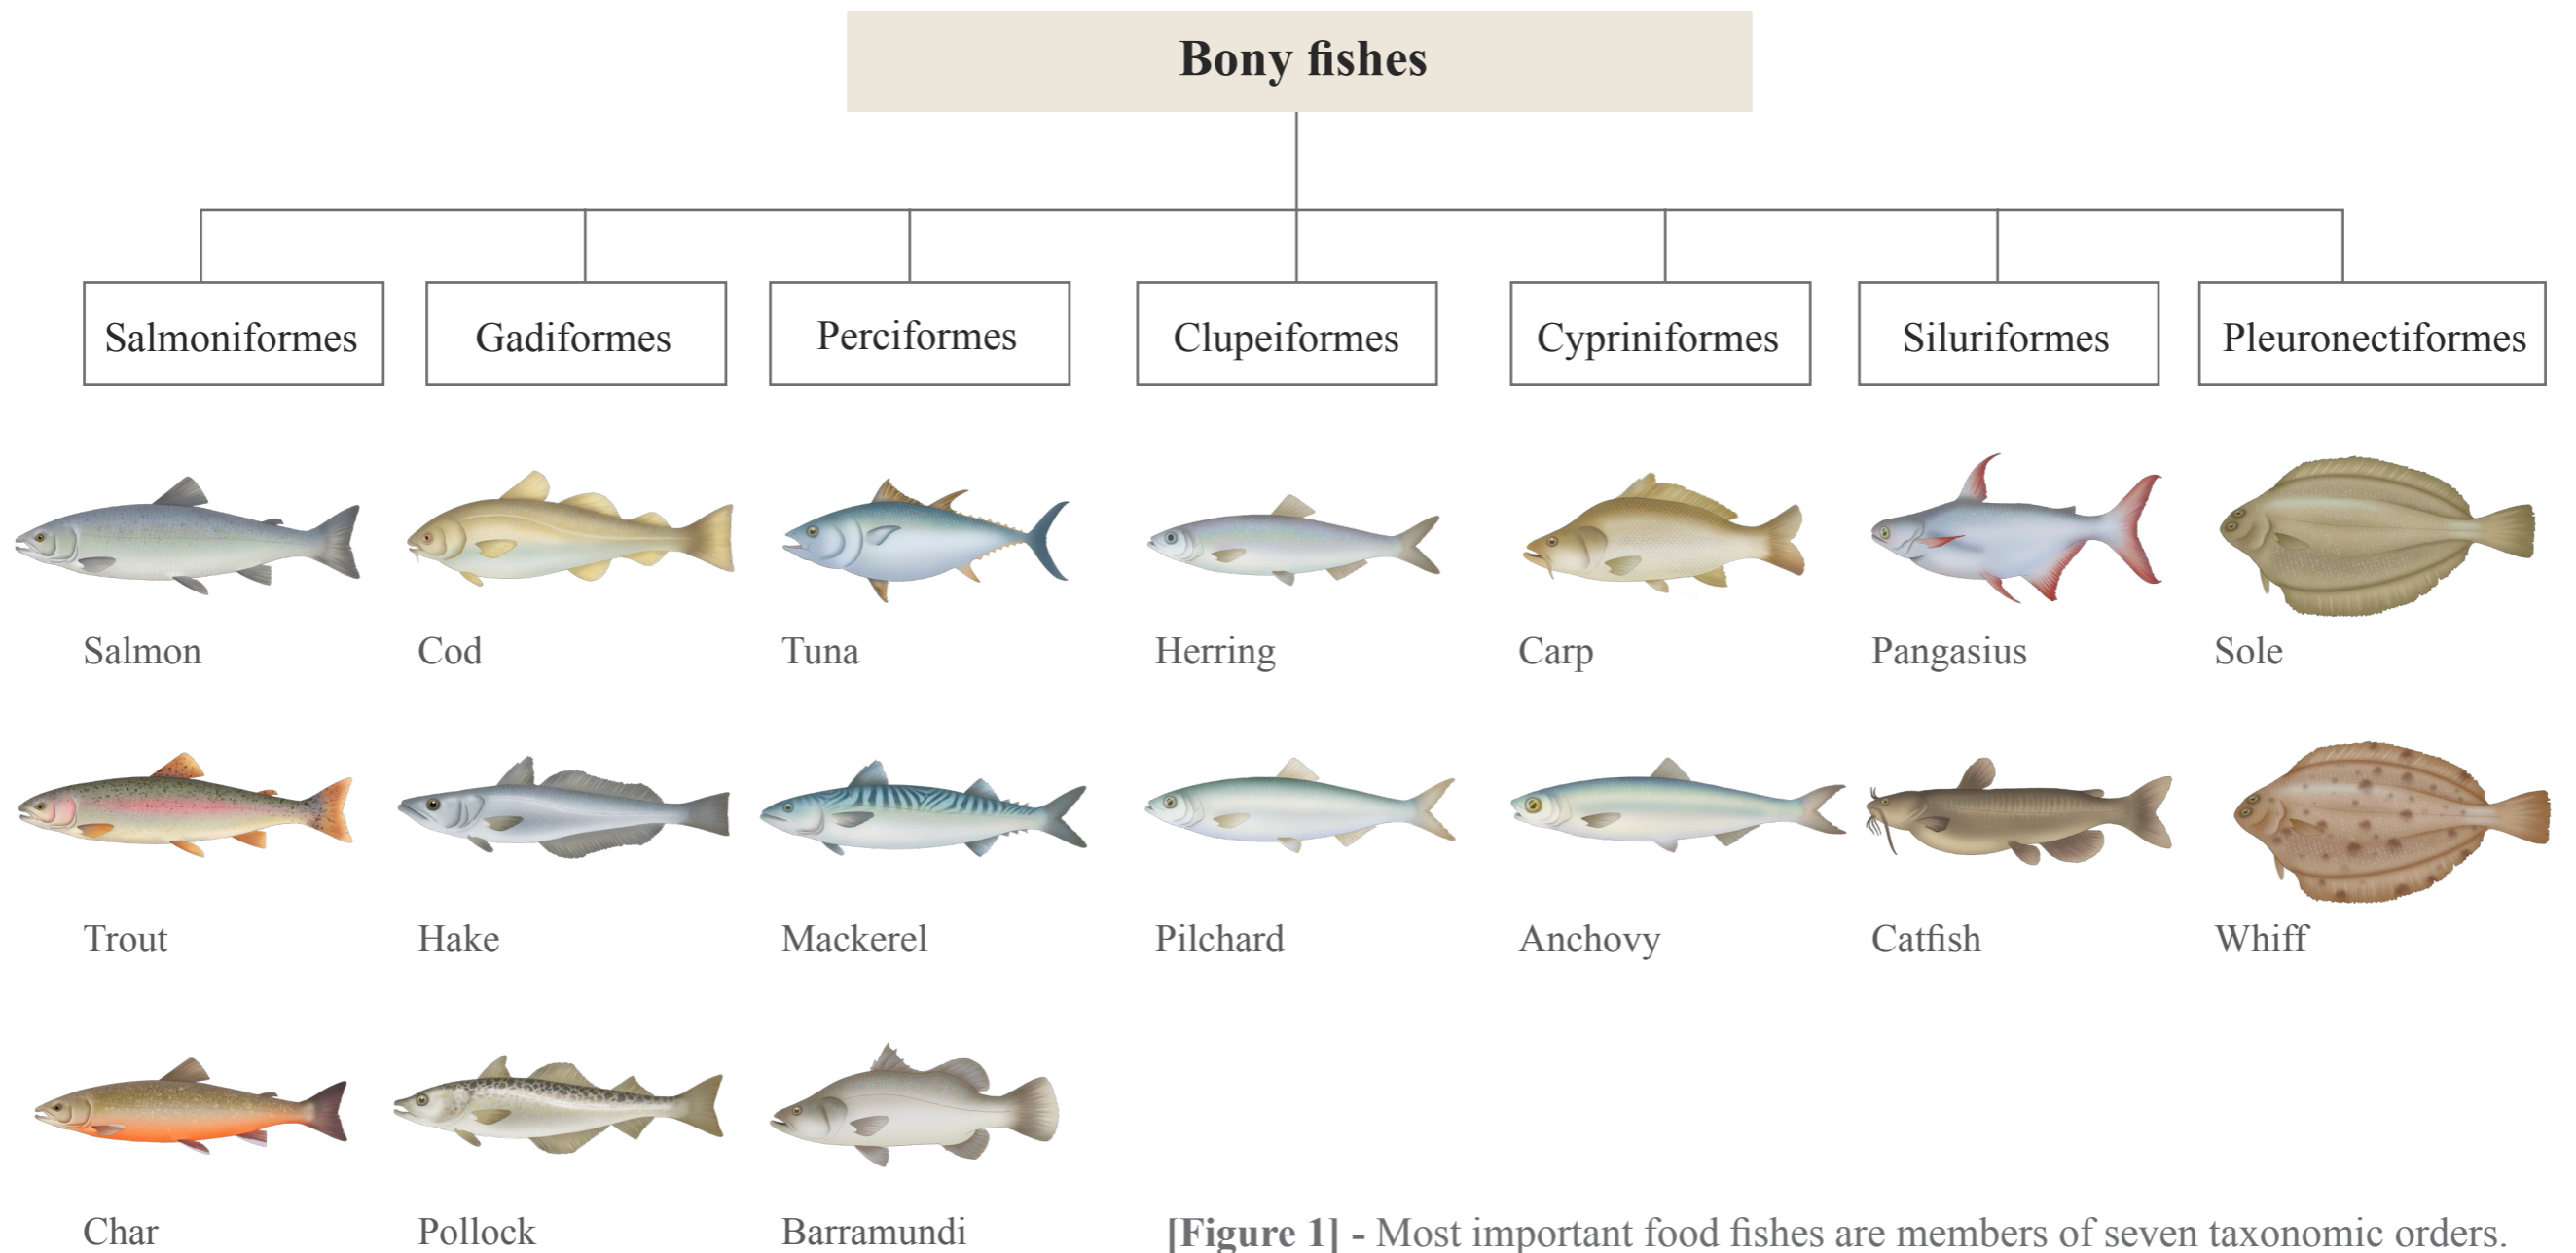 Bony fishes
Salmoniformes
Gadiformes
Perciformes
Clupeiformes
Cypriniformes
Siluriformes
Pleuronectiformes
Salmon
Cod
Tuna
Herring
Carp
Pangasius
Sole
Trout
Hake
Mackerel
Pilchard
Anchovy
Catfish
Whiff
Char
Pollock
Barramundi
[Figure 1] - Most important food fishes are members of seven taxonomic orders.